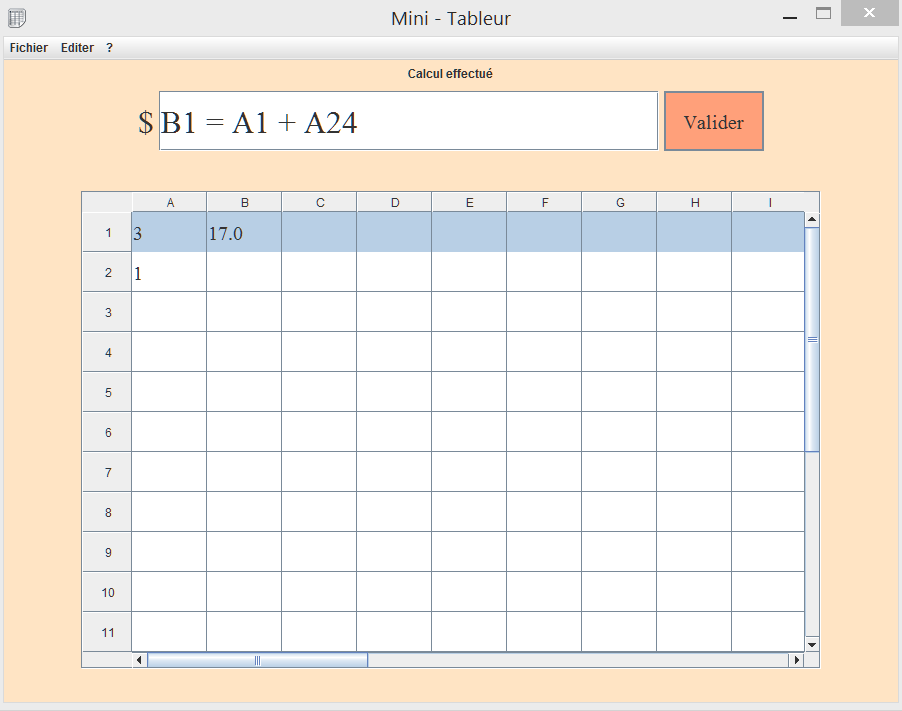 Mini - Tableur
Fichier Editer ?
Calcul effectué
$ B1 = A1 + A24 Valider
A B C D E F G H I
1 3 17.0
2 1
3
4
5
6
7
8
9
10
11